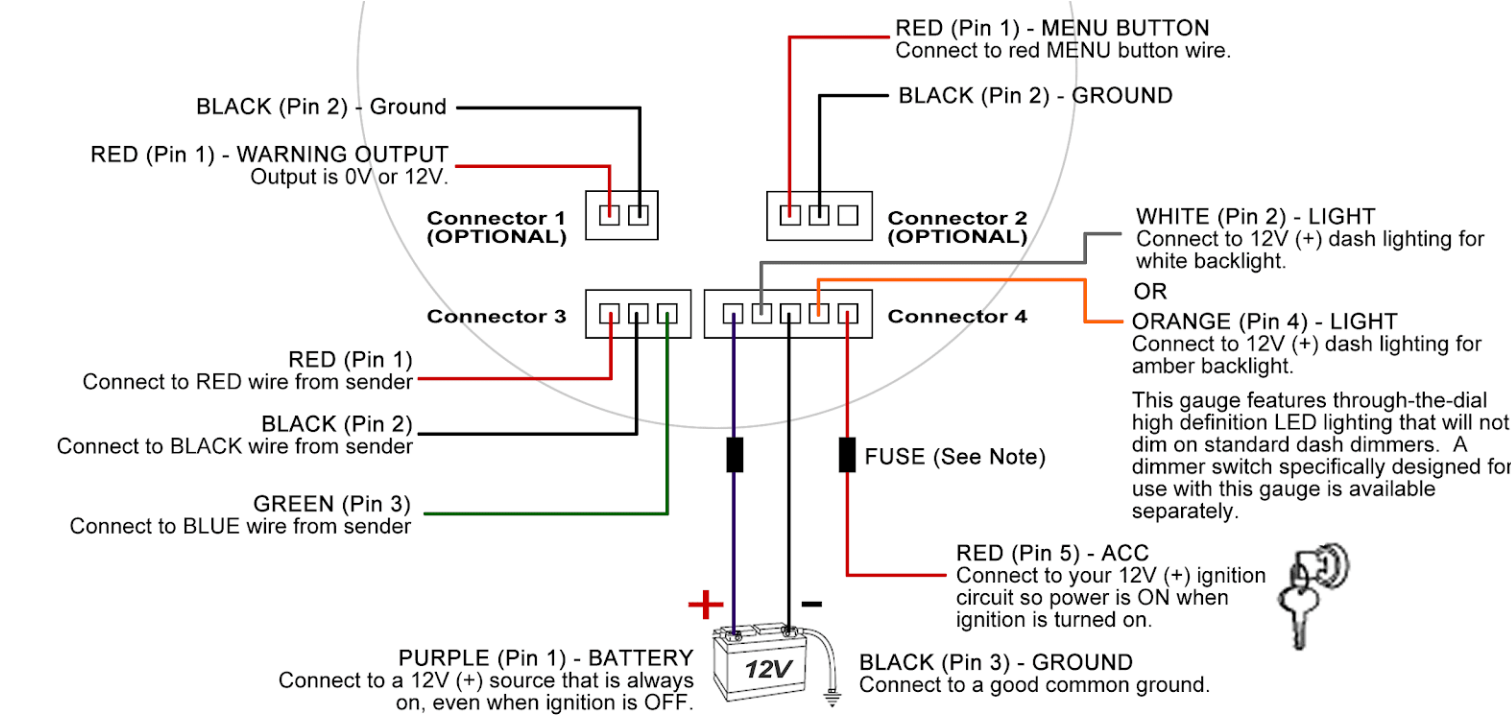 RED (Pin 1) - MENU BUTTON
Connect to red MENU button wire.
BLACK (Pin 2) - Ground
BLACK (Pin 2) - GROUND
RED (Pin 1) - WARNING OUTPUT
Output is 0V or 12V.
Connector 1
(OPTIONAL)
Connector 2
(OPTIONAL)
WHITE (Pin 2) - LIGHT
Connect to 12V (+) dash lighting for
white backlight.
OR
Connector 3
Connector 4
ORANGE (Pin 4) - LIGHT
Connect to 12V (+) dash lighting for
amber backlight.
RED (Pin 1)
Connect to RED wire from sender
BLACK (Pin 2)
Connect to BLACK wire from sender
GREEN (Pin 3)
Connect to BLUE wire from sender
This gauge features through-the-dial
high definition LED lighting that will not
dim on standard dash dimmers. A
dimmer switch specifically designed for
use with this gauge is available
separately.
FUSE (See Note)
RED (Pin 5) - ACC
Connect to your 12V (+) ignition
circuit so power is ON when
ignition is turned on.
+
-
12V
PURPLE (Pin 1) - BATTERY
Connect to a 12V (+) source that is always
on, even when ignition is OFF.
BLACK (Pin 3) - GROUND
Connect to a good common ground.